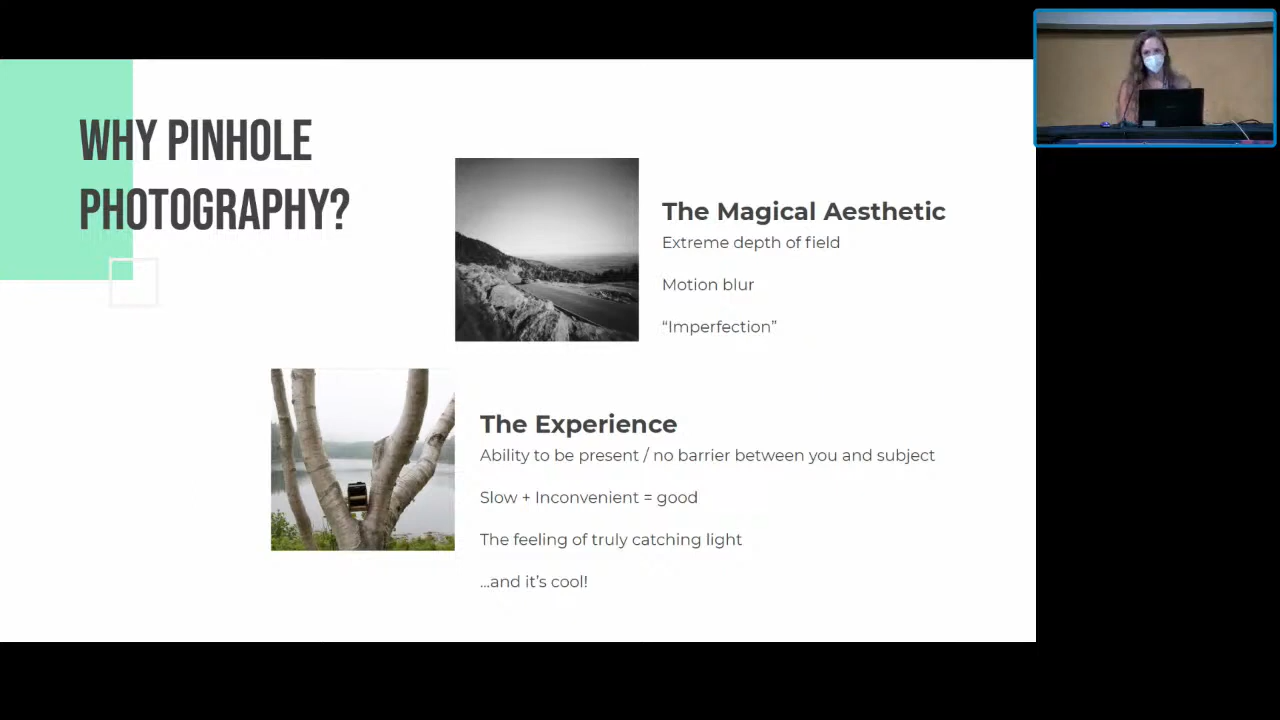 WHY PINHOLE
PHOTOGRAPHY?
The Magical Aesthetic
Extreme depth of field
Motion blur
“Imperfection”
The Experience
Ability to be present / no barrier between you and subject
Slow + Inconvenient = good
The feeling of truly catching light
...and it's cool!